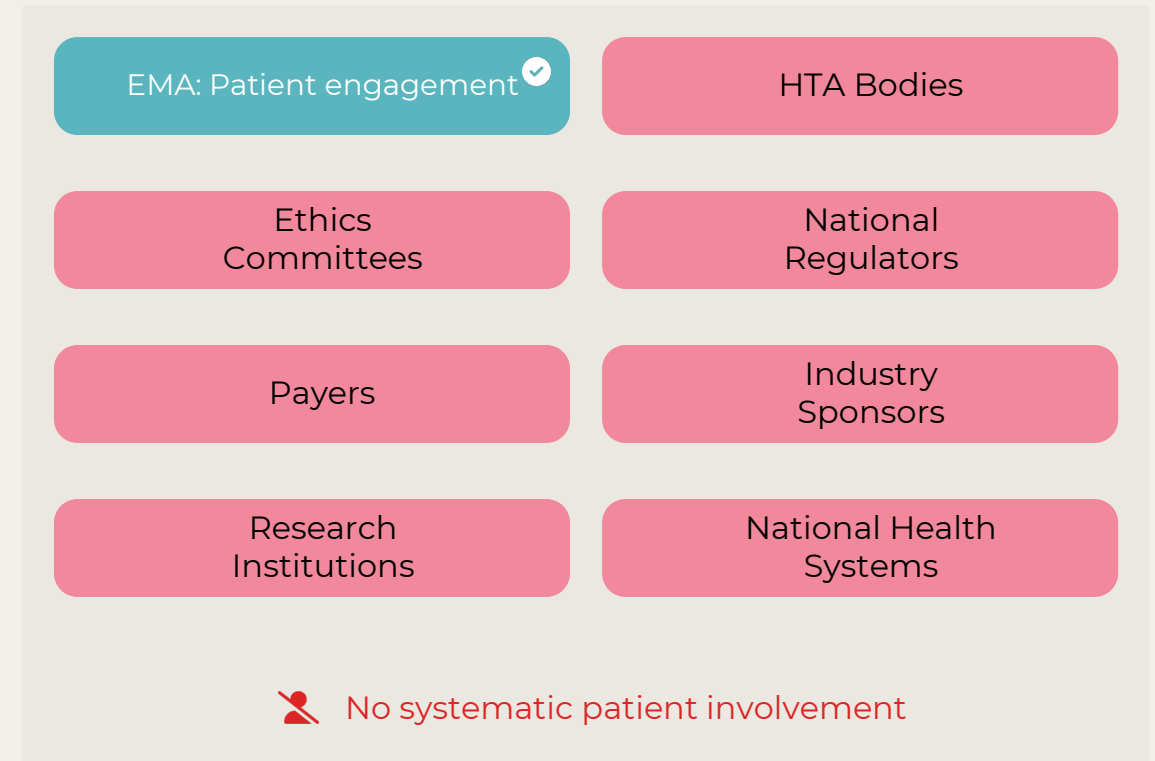 EMA: Patient engagement
HTA Bodies
Ethics
Committees
National
Regulators
Payers
Industry
Sponsors
Research
Institutions
National Health
Systems
No systematic patient involvement